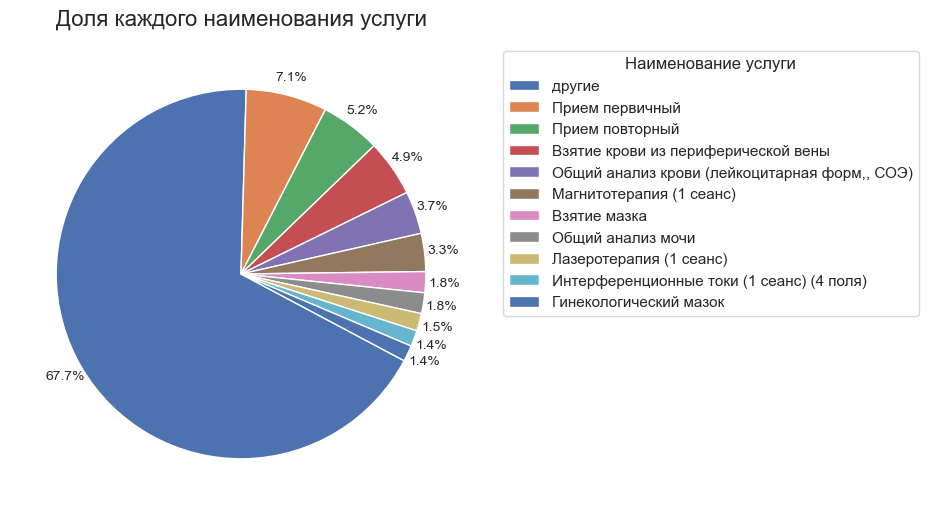 Доля каждого наименования услуги
7.1%
5.2%
4.9%
3.7%
3.3%
1.8%
1.8%
1.5%
1.4%
1.4%
67.7%
Наименование услуги
другие
Прием первичный
Прием повторный
Взятие крови из периферической вены
Общий анализ крови (лейкоцитарная форм,, СОЭ)
Магнитотерапия (1 сеанс)
Взятие мазка
Общий анализ мочи
Лазеротерапия (1 сеанс)
Интерференционные токи (1 сеанс) (4 поля)
Гинекологический мазок